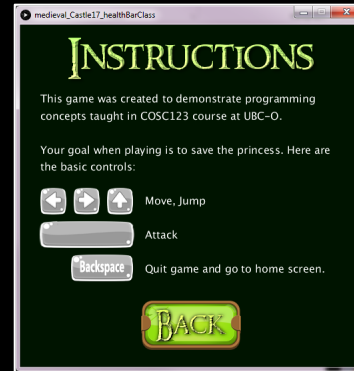 medieval_Castle17_healthBarClass
INSTRUCTIONS
This game was created to demonstrate programming
concepts taught in COSC123 course at UBC-O.
Your goal when playing is to save the princess. Here are
the basic controls:
Move, Jump
Attack
Backspace Quit game and go to home screen.
BACK